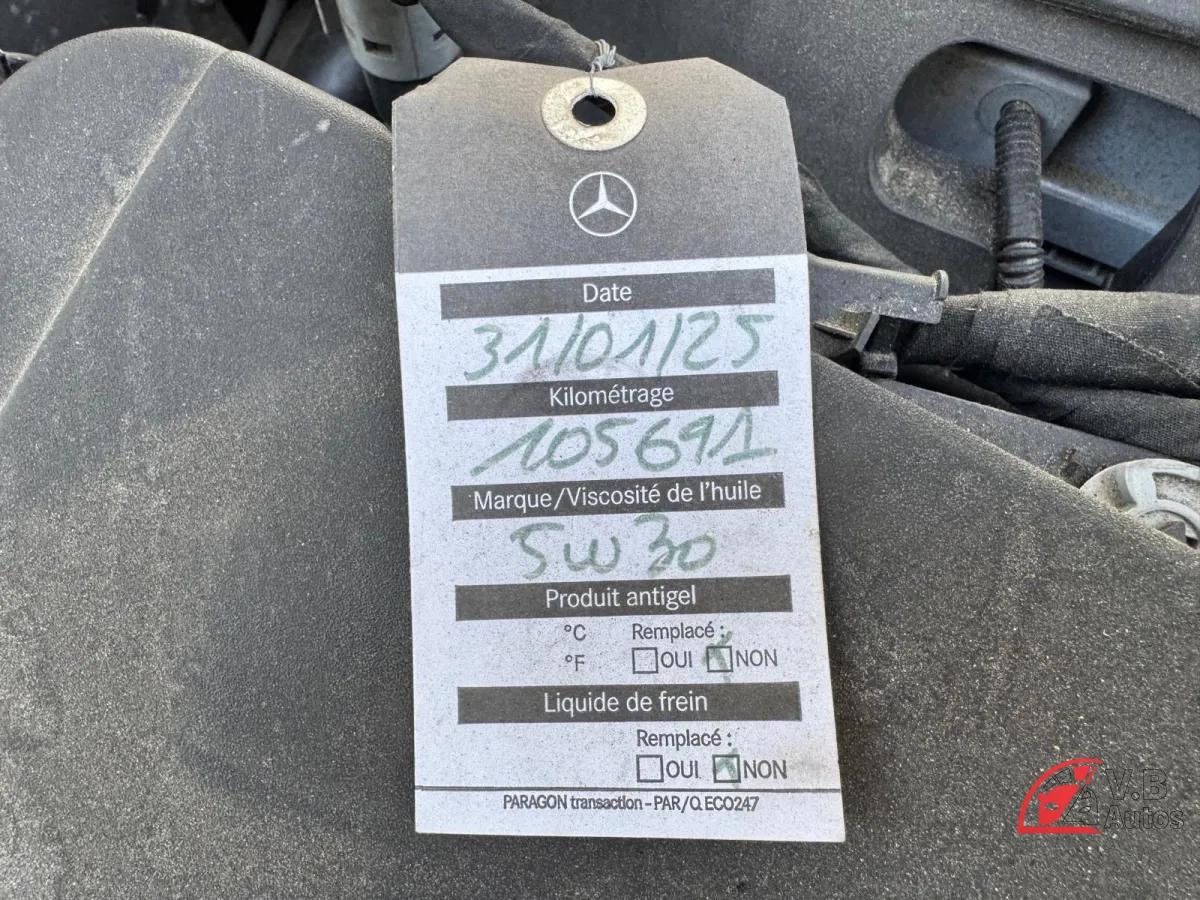 Date
31/01/25
Kilométrage
105691
Marque/Viscosité de l'huile
5W30
Produit antigel
°C Remplacé :
°F OUI NON
Liquide de frein
Remplacé :
OUI NON
PARAGON transaction - PAR/Q ECO247
V.B
Autos